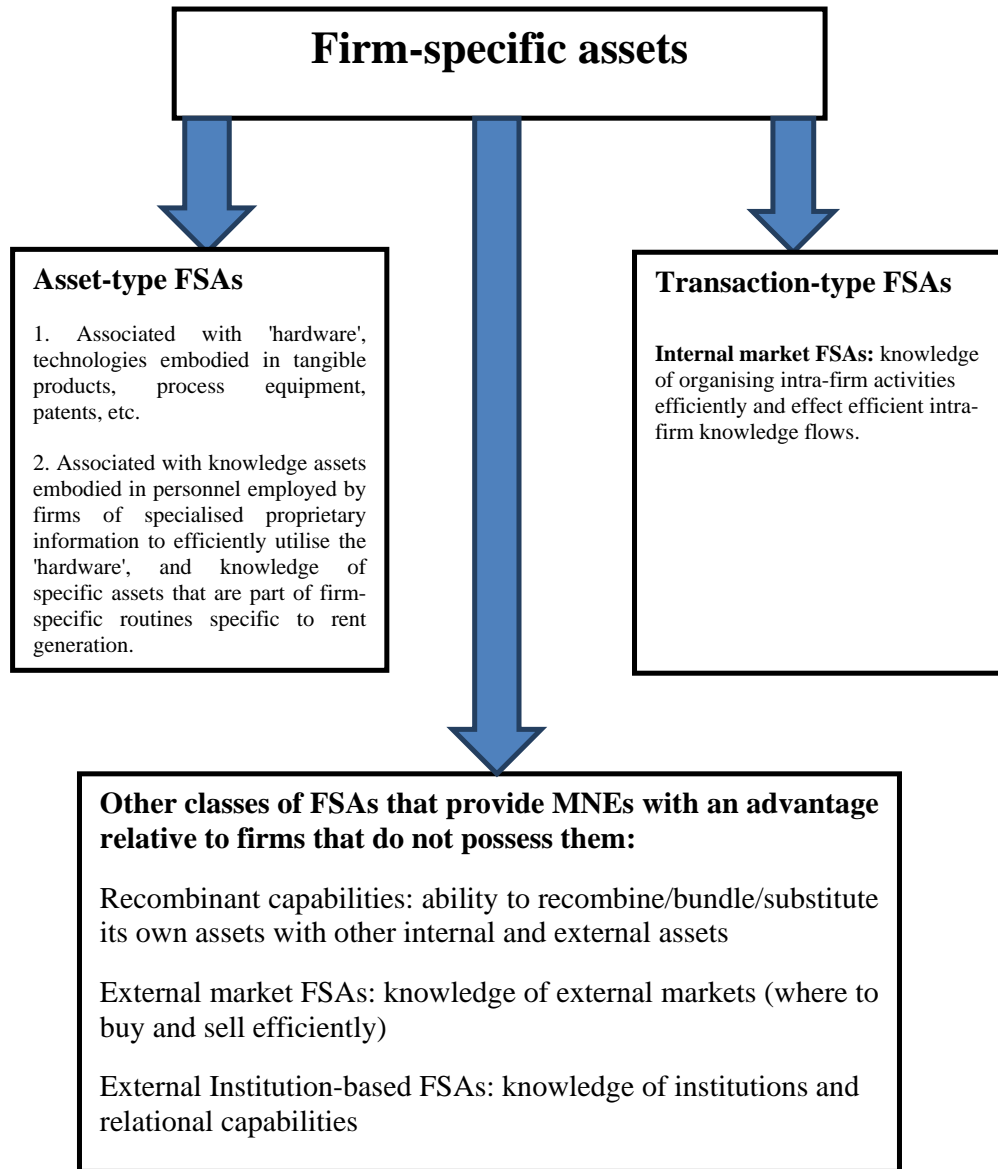 Firm-specific assets
Asset-type FSAs
1. Associated with 'hardware',
technologies embodied in tangible
products, process equipment,
patents, etc.
2. Associated with knowledge assets
embodied in personnel employed by
firms of specialised proprietary
information to efficiently utilise the
'hardware', and knowledge of
specific assets that are part of firm-
specific routines specific to rent
generation.
Transaction-type FSAs
Internal market FSAs: knowledge
of organising intra-firm activities
efficiently and effect efficient intra-
firm knowledge flows.
Other classes of FSAs that provide MNEs with an advantage
relative to firms that do not possess them:
Recombinant capabilities: ability to recombine/bundle/substitute
its own assets with other internal and external assets
External market FSAs: knowledge of external markets (where to
buy and sell efficiently)
External Institution-based FSAs: knowledge of institutions and
relational capabilities